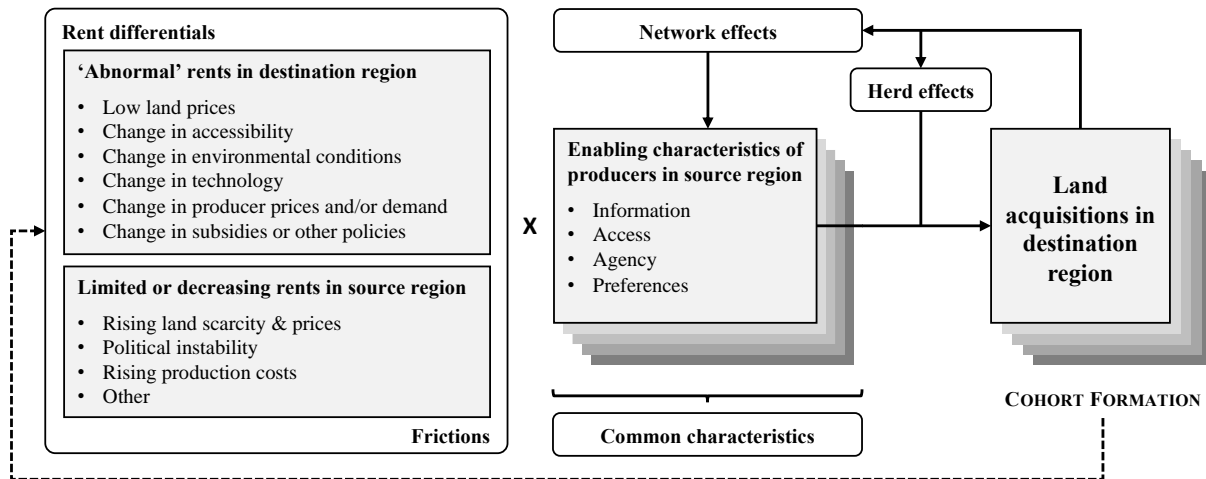 Rent differentials
‘Abnormal’ rents in destination region
• Low land prices
• Change in accessibility
• Change in environmental conditions
• Change in technology
• Change in producer prices and/or demand
• Change in subsidies or other policies
Limited or decreasing rents in source region
• Rising land scarcity & prices
• Political instability
• Rising production costs
• Other
Frictions
X
Network effects
Herd effects
Enabling characteristics of
producers in source region
• Information
• Access
• Agency
• Preferences
Common characteristics
Land
acquisitions in
destination
region
COHORT FORMATION